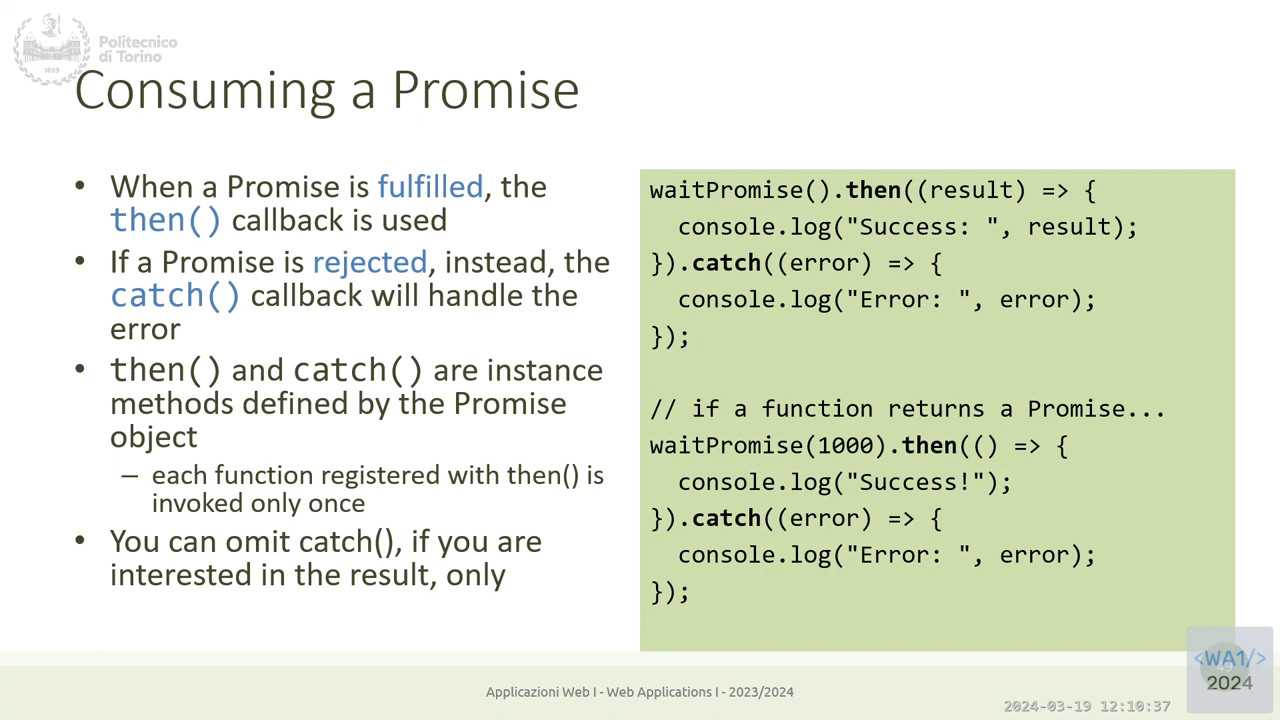 Politecnico
di Torino
1859
Consuming a Promise
• When a Promise is fulfilled, the
then() callback is used
• If a Promise is rejected, instead, the
catch() callback will handle the
error
• then() and catch() are instance
methods defined by the Promise
object
– each function registered with then() is
invoked only once
• You can omit catch(), if you are
interested in the result, only
waitPromise().then((result) => {
  console.log("Success: ", result);
}).catch((error) => {
  console.log("Error: ", error);
});
// if a function returns a Promise...
waitPromise(1000).then(() => {
  console.log("Success!");
}).catch((error) => {
  console.log("Error: ", error);
});
Applicazioni Web I - Web Applications I - 2023/2024
<WA1/>
2024
2024-03-19 12:10:37